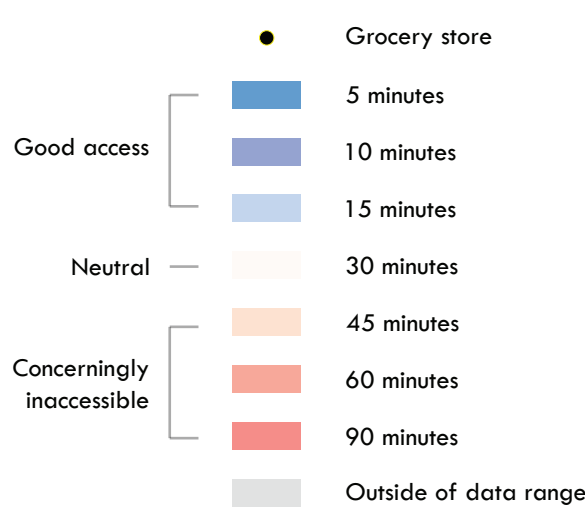 Grocery store
5 minutes
Good access
10 minutes
15 minutes
Neutral
30 minutes
45 minutes
Concerningly
inaccessible
60 minutes
90 minutes
Outside of data range